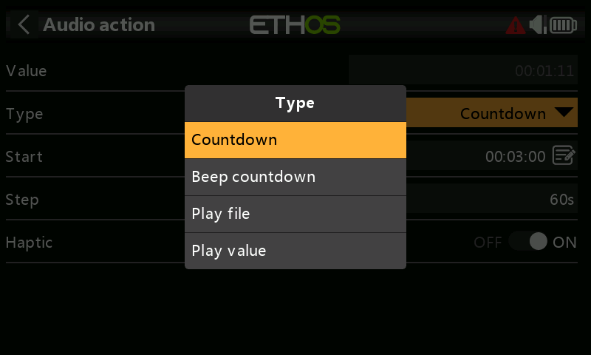 Audio action
ETHOS
Value 00:01:11
Type
Type Countdown
Countdown
Beep countdown
Play file
Play value
Start 00:03:00
Step 60s
Haptic OFF ON